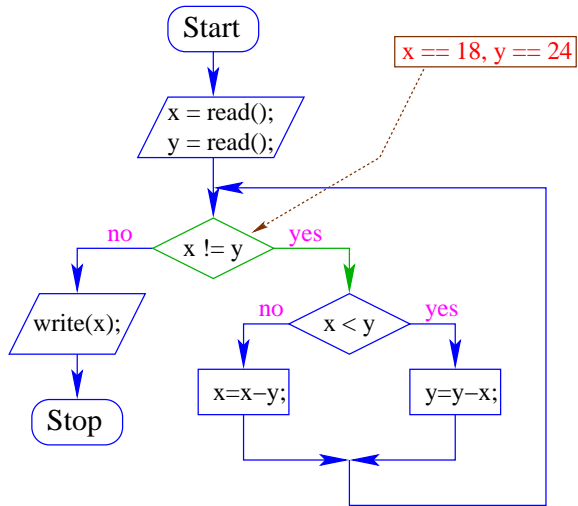 Start
x == 18, y == 24
x = read();
y = read();
no
x != y
yes
write(x);
no
x < y
yes
x=x−y;
y=y−x;
Stop